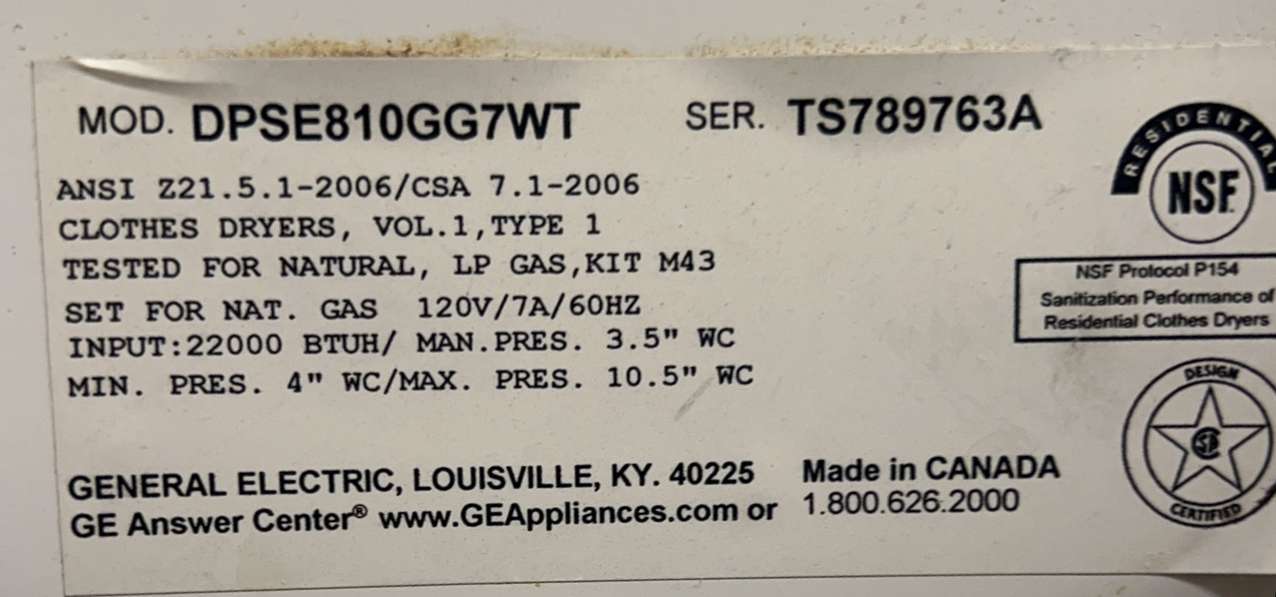 MOD. DPSE810GG7WT SER. TS789763A
RESIDENTIAL
NSF
ANSI Z21.5.1-2006/CSA 7.1-2006
CLOTHES DRYERS, VOL.1,TYPE 1
TESTED FOR NATURAL, LP GAS,KIT M43
SET FOR NAT. GAS 120V/7A/60HZ
INPUT:22000 BTUH/ MAN.PRES. 3.5" WC
MIN. PRES. 4" WC/MAX. PRES. 10.5" WC
NSF Protocol P154
Sanitization Performance of
Residential Clothes Dryers
DESIGN
CERTIFIED
GENERAL ELECTRIC, LOUISVILLE, KY. 40225 Made in CANADA
GE Answer Center® www.GEAppliances.com or 1.800.626.2000